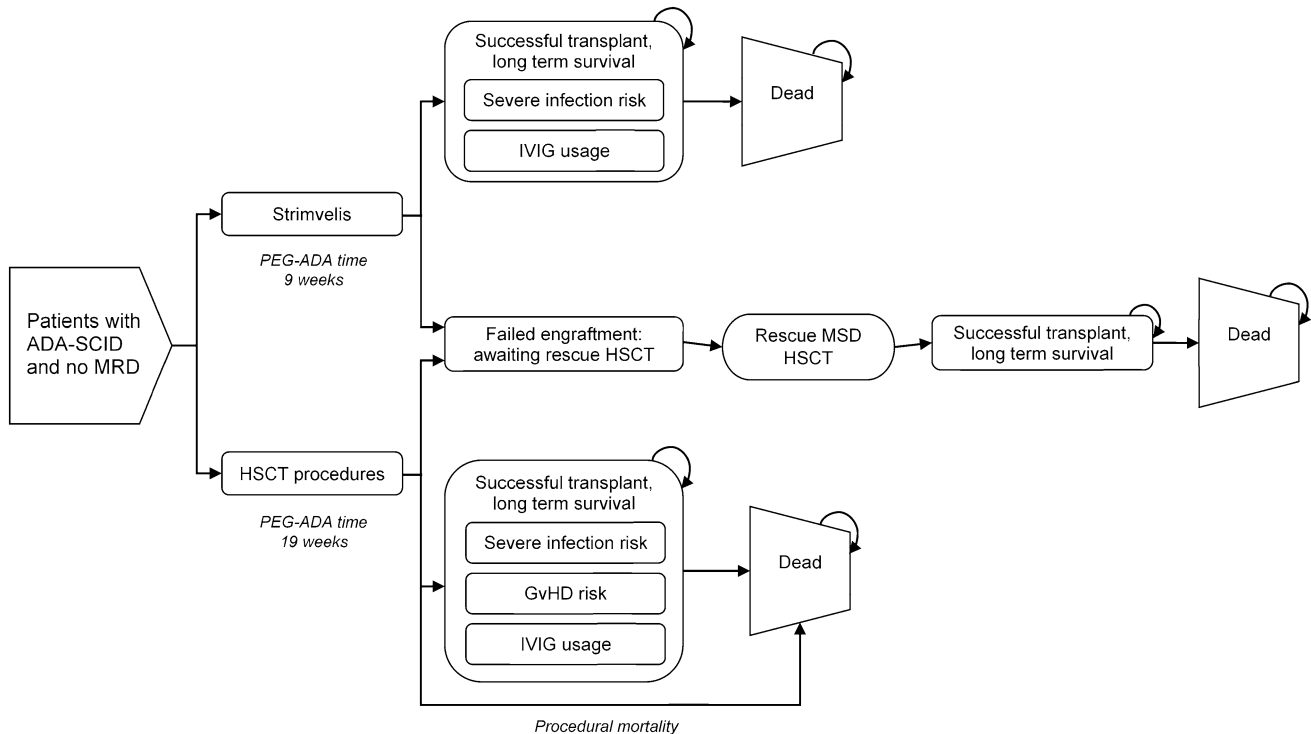 Successful transplant,
long term survival
Severe infection risk
IVIG usage
Dead
Strimvelis
PEG-ADA time
9 weeks
Patients with
ADA-SCID
and no MRD
Failed engraftment:
awaiting rescue HSCT
Rescue MSD
HSCT
Successful transplant,
long term survival
Dead
HSCT procedures
PEG-ADA time
19 weeks
Successful transplant,
long term survival
Severe infection risk
GvHD risk
IVIG usage
Dead
Procedural mortality